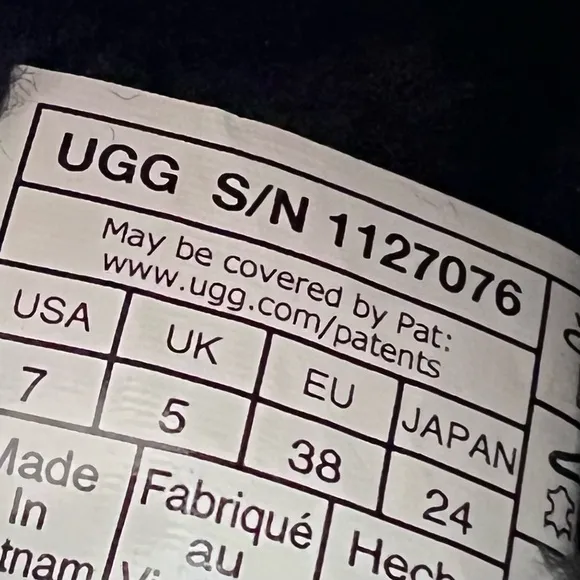 UGG S/N 1127076
May be covered by Pat:
www.ugg.com/patents
USA UK EU JAPAN
7 5 38 24
Made
In
Fabriqué
au